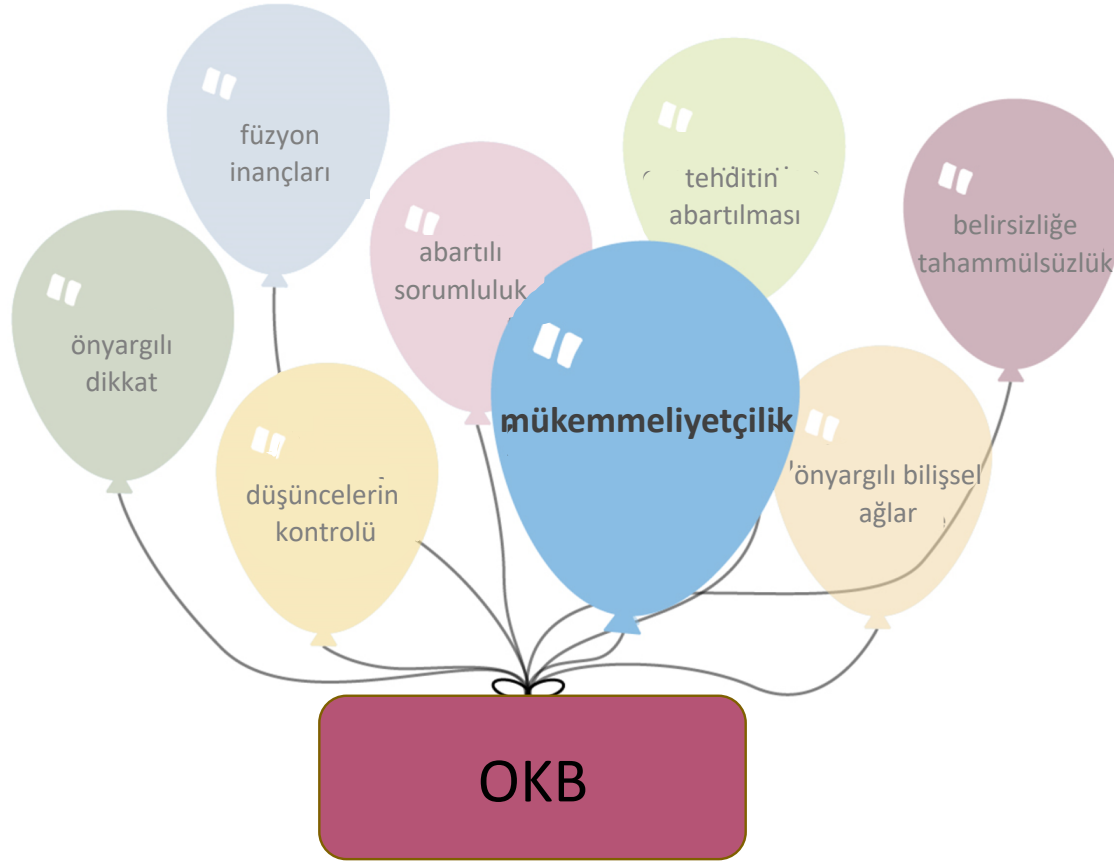 füzyon
inançları
tehditin
abartılması
belirsizliğe
tahammülsüzlük
abartılı
sorumluluk
önyargılı
dikkat
mükemmeliyetçilik
önyargılı bilişsel
ağlar
düşüncelerin
kontrolü
OKB